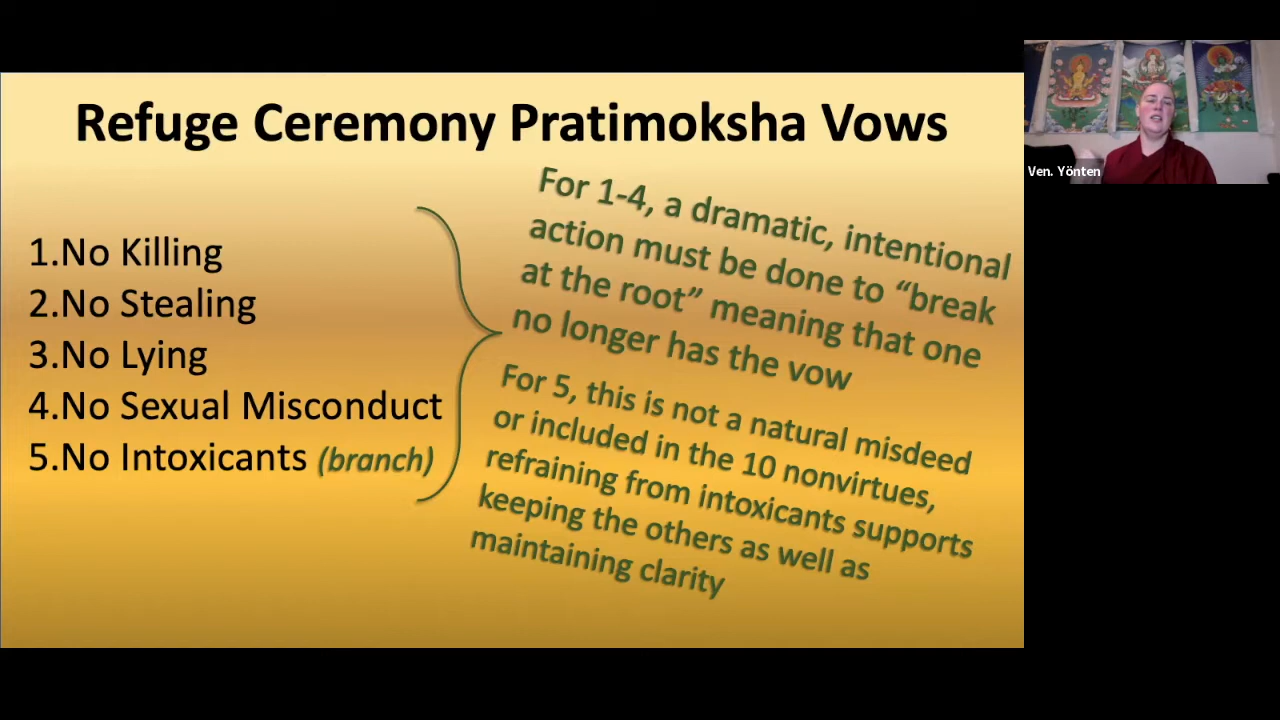 Refuge Ceremony Pratimoksha Vows
1.No Killing
2.No Stealing
3.No Lying
4.No Sexual Misconduct
5.No Intoxicants (branch)
For 1-4, a dramatic, intentional
action must be done to “break
at the root” meaning that one
no longer has the vow
For 5, this is not a natural misdeed
or included in the 10 nonvirtues,
refraining from intoxicants supports
keeping the others as well as
maintaining clarity
Ven. Yönten